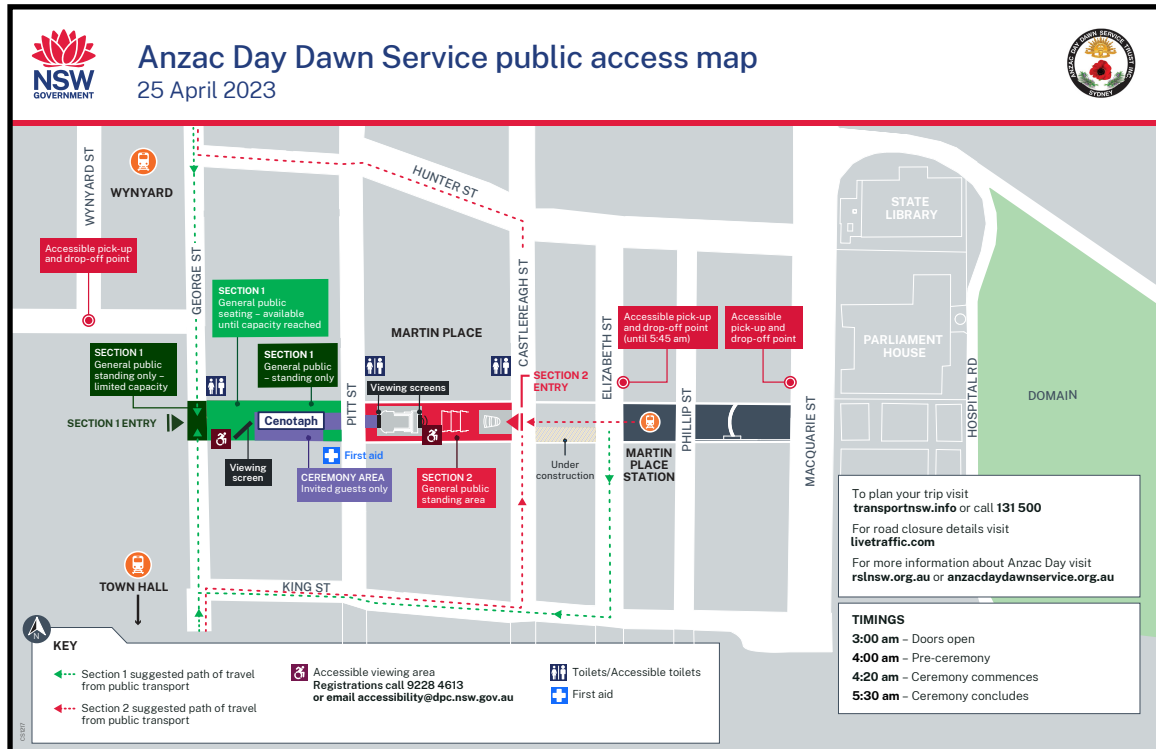 NSW
GOVERNMENT
Anzac Day Dawn Service public access map
25 April 2023
ANZAC DAY DAWN SERVICE TRUST INC.
SYDNEY
WYNYARD ST
WYNYARD
GEORGE ST
HUNTER ST
STATE
LIBRARY
Accessible pick-up
and drop-off point
SECTION 1
General public
seating – available
until capacity reached
MARTIN PLACE
CASTLEREAGH ST
ELIZABETH ST
Accessible pick-up
and drop-off point
(until 5:45 am)
Accessible
pick-up and
drop-off point
PARLIAMENT
HOUSE
SECTION 1
General public
standing only –
limited capacity
SECTION 1
General public
– standing only
PITT ST
Viewing screens
SECTION 2
ENTRY
PHILLIP ST
MACQUARIE ST
HOSPITAL RD
DOMAIN
SECTION 1 ENTRY
Cenotaph
Viewing
screen
First aid
CEREMONY AREA
Invited guests only
SECTION 2
General public
standing area
Under
construction
MARTIN
PLACE
STATION
TOWN HALL
KING ST
To plan your trip visit
transportnsw.info or call 131 500
For road closure details visit
livetraffic.com
For more information about Anzac Day visit
rslnsw.org.au or anzacdaydawnservice.org.au
TIMINGS
3:00 am – Doors open
4:00 am – Pre-ceremony
4:20 am – Ceremony commences
5:30 am – Ceremony concludes
N
KEY
Section 1 suggested path of travel
from public transport
Section 2 suggested path of travel
from public transport
Accessible viewing area
Registrations call 9228 4613
or email accessibility@dpc.nsw.gov.au
Toilets/Accessible toilets
First aid